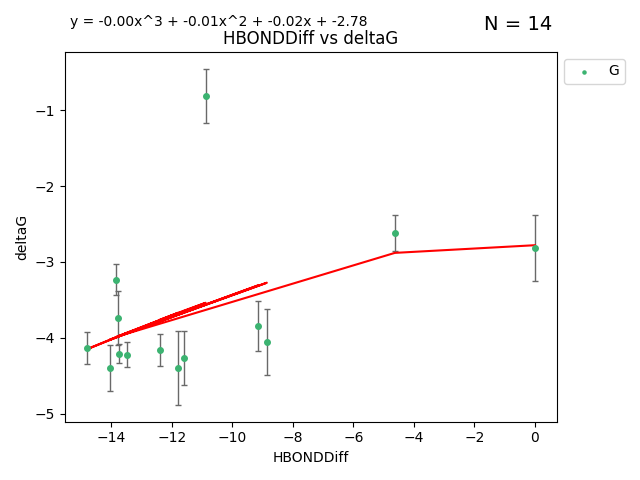 y = -0.00x^3 + -0.01x^2 + -0.02x + -2.78
N = 14
HBONDDiff vs deltaG
G
deltaG
−1
−2
−3
−4
−5
−14 −12 −10 −8 −6 −4 −2 0
HBONDDiff